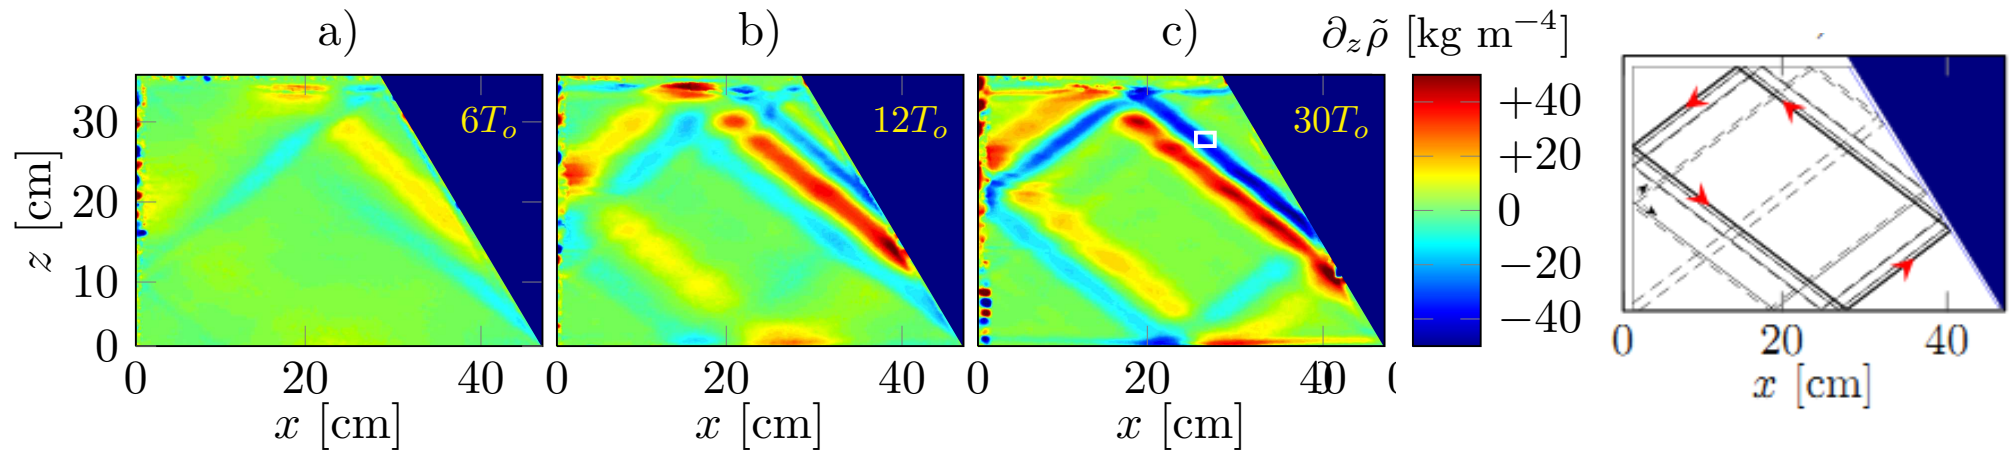 a) b) c) ∂_z ρ̃ [kg m⁻⁴]
6T_o 12T_o 30T_o
z [cm]
30
20
10
0
+40
+20
0
−20
−40
0 20 40 0 20 40 0 20 40 0 20 40
x [cm] x [cm] x [cm] x [cm]